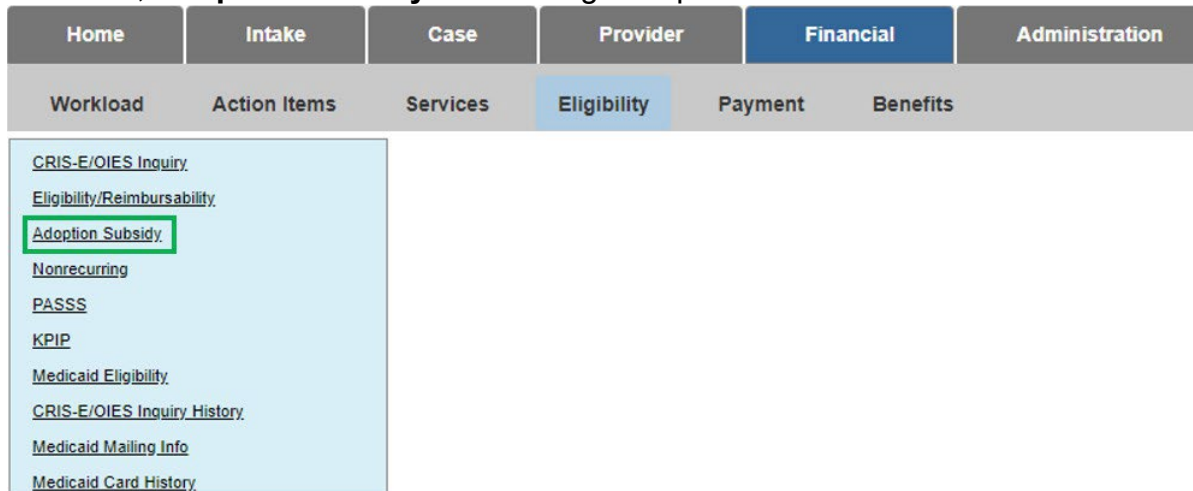 Home Intake Case Provider Financial Administration
Workload Action Items Services Eligibility Payment Benefits
CRIS-E/OIES Inquiry
Eligibility/Reimbursability
Adoption Subsidy
Nonrecurring
PASSS
KPIP
Medicaid Eligibility
CRIS-E/OIES Inquiry History
Medicaid Mailing Info
Medicaid Card History